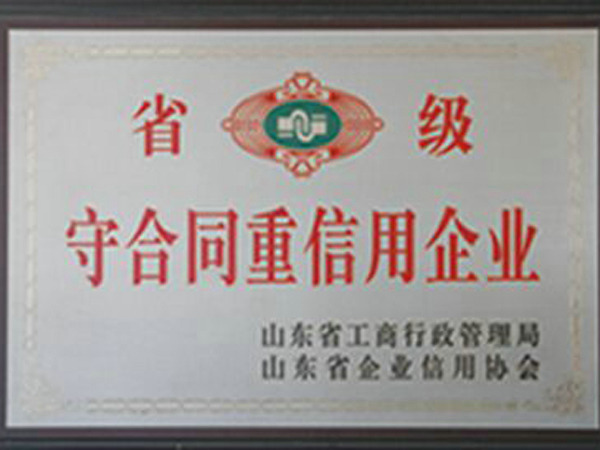 省级
守合同重信用企业
山东省工商行政管理局
山东省企业信用协会